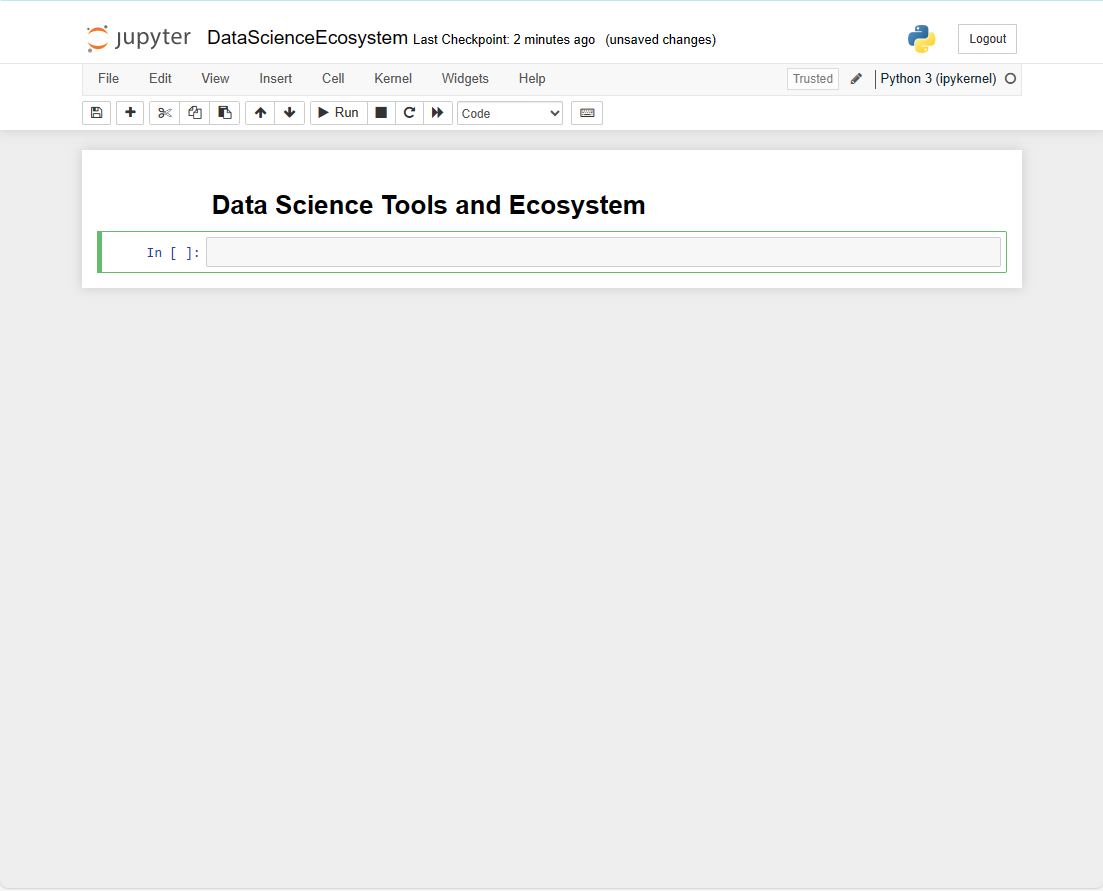 jupyter DataScienceEcosystem Last Checkpoint: 2 minutes ago (unsaved changes) Logout
File Edit View Insert Cell Kernel Widgets Help Trusted Python 3 (ipykernel)
Run Code
Data Science Tools and Ecosystem
In [ ]: